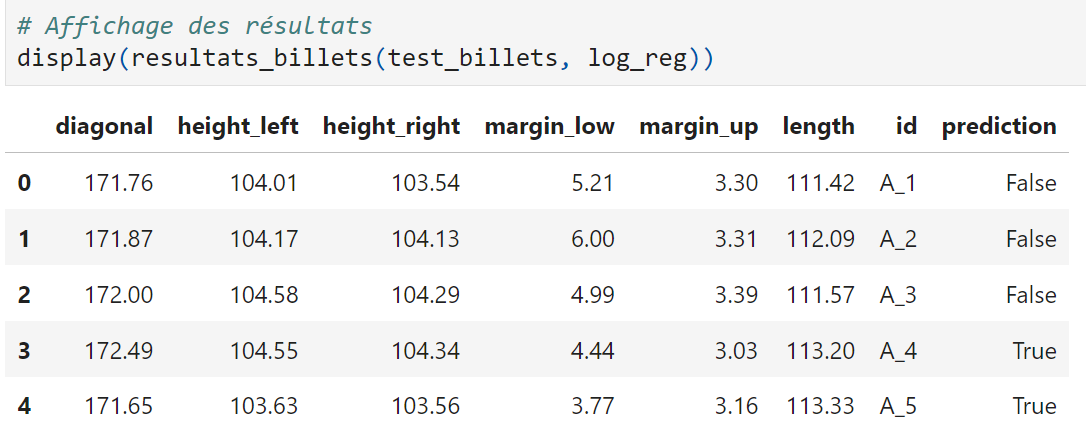 # Affichage des résultats
display(resultats_billets(test_billets, log_reg))
diagonal height_left height_right margin_low margin_up length id prediction
0 171.76 104.01 103.54 5.21 3.30 111.42 A_1 False
1 171.87 104.17 104.13 6.00 3.31 112.09 A_2 False
2 172.00 104.58 104.29 4.99 3.39 111.57 A_3 False
3 172.49 104.55 104.34 4.44 3.03 113.20 A_4 True
4 171.65 103.63 103.56 3.77 3.16 113.33 A_5 True